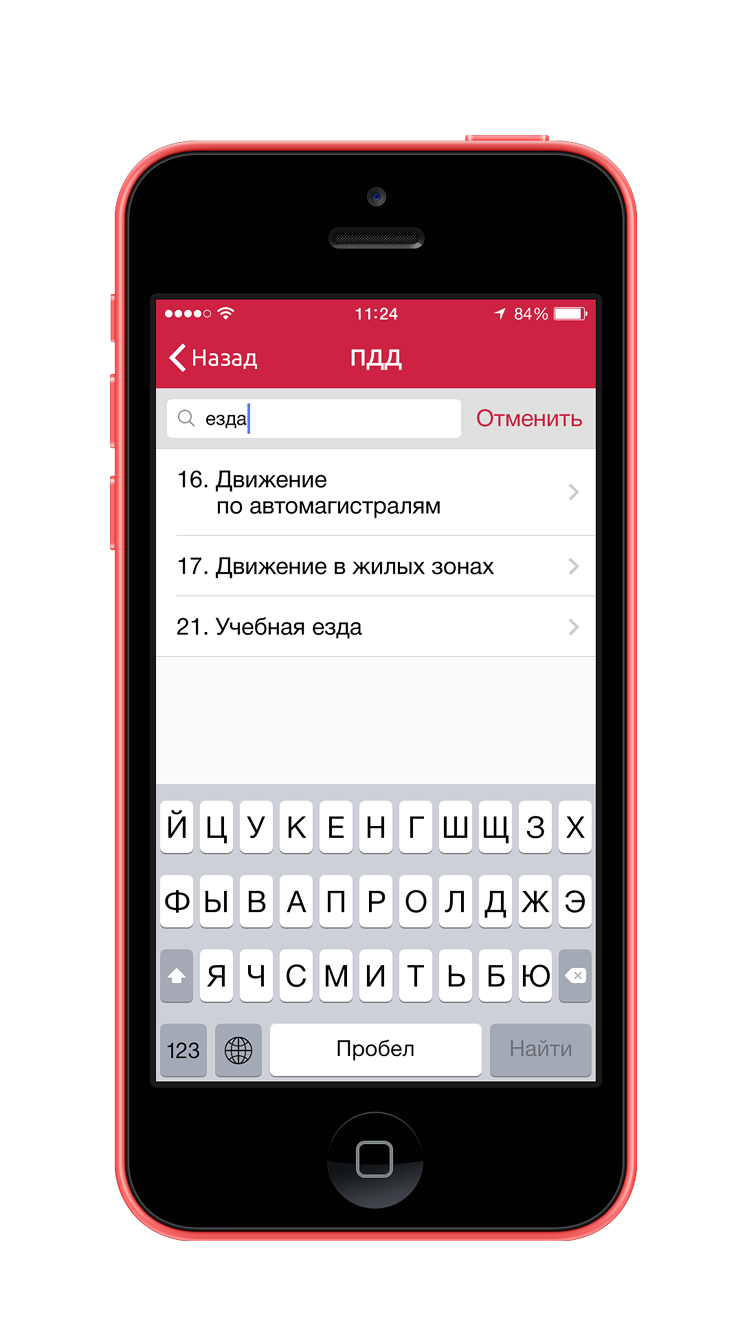 11:24 84%
Назад ПДД
езда Отменить
16. Движение
по автомагистралям
17. Движение в жилых зонах
21. Учебная езда
Й Ц У К Е Н Г Ш Щ З Х
Ф Ы В А П Р О Л Д Ж Э
Я Ч С М И Т Ь Б Ю
123 Пробел Найти